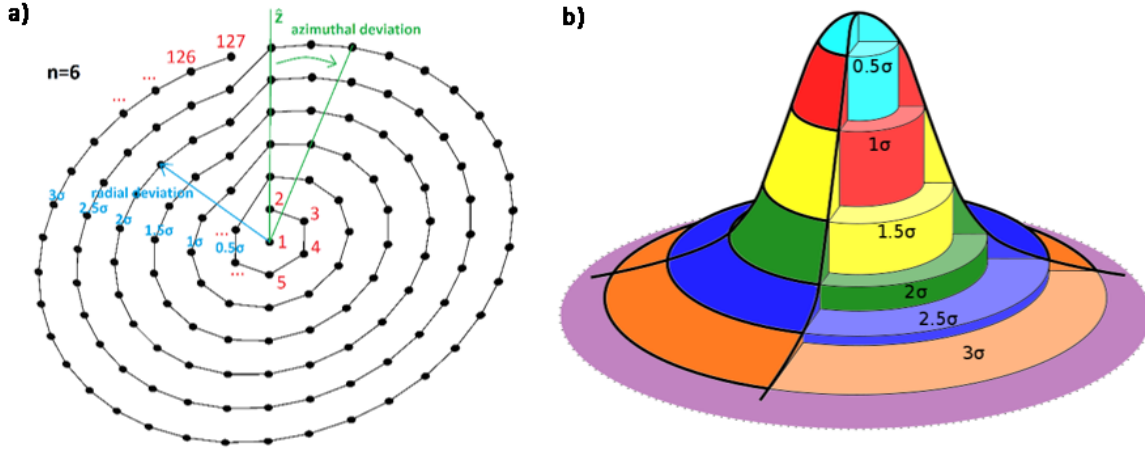 a)
n=6
ẑ
azimuthal deviation
127
126
...
...
radial deviation
3σ
2.5σ
2σ
1.5σ
1σ
0.5σ
...
...
1
2
3
4
5
b)
0.5σ
1σ
1.5σ
2σ
2.5σ
3σ